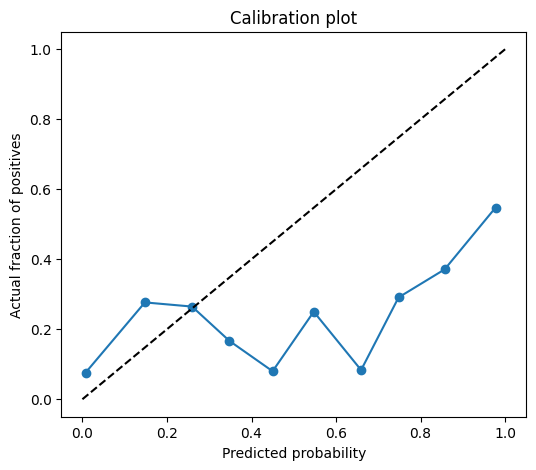 Calibration plot
1.0
0.8
0.6
0.4
0.2
0.0
Actual fraction of positives
0.0 0.2 0.4 0.6 0.8 1.0
Predicted probability